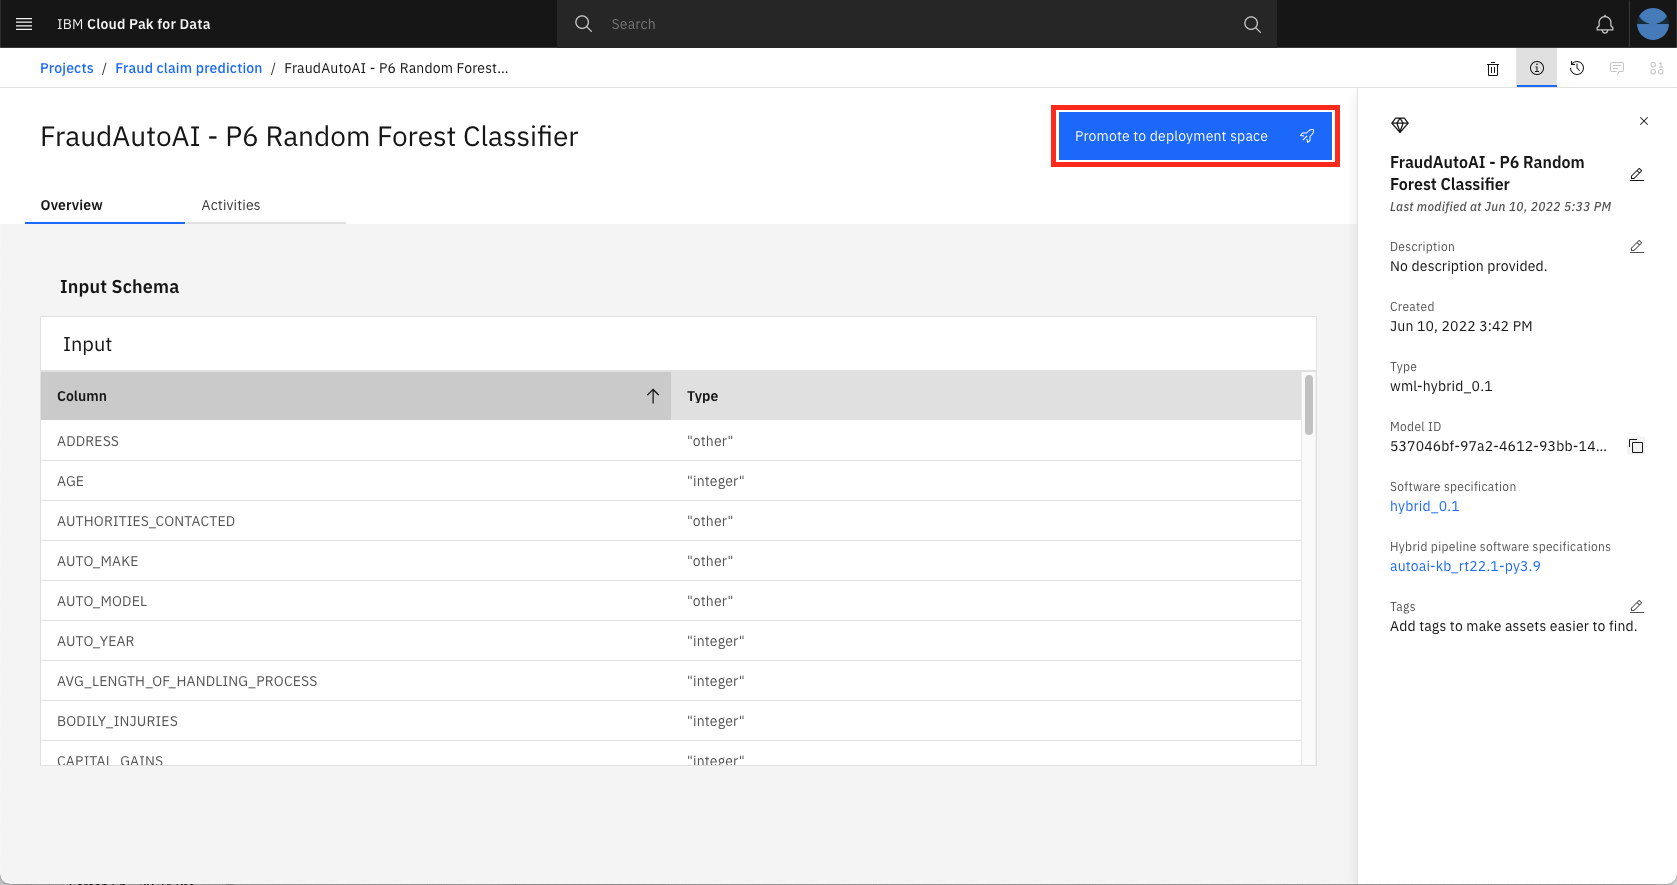 IBM Cloud Pak for Data
Search
Projects / Fraud claim prediction / FraudAutoAI - P6 Random Forest...
FraudAutoAI - P6 Random Forest Classifier
Promote to deployment space
Overview
Activities
Input Schema
Input
Column Type
ADDRESS "other"
AGE "integer"
AUTHORITIES_CONTACTED "other"
AUTO_MAKE "other"
AUTO_MODEL "other"
AUTO_YEAR "integer"
AVG_LENGTH_OF_HANDLING_PROCESS "integer"
BODILY_INJURIES "integer"
CAPITAL_GAINS "integer"
FraudAutoAI - P6 Random
Forest Classifier
Last modified at Jun 10, 2022 5:33 PM
Description
No description provided.
Created
Jun 10, 2022 3:42 PM
Type
wml-hybrid_0.1
Model ID
537046bf-97a2-4612-93bb-14...
Software specification
hybrid_0.1
Hybrid pipeline software specifications
autoai-kb_rt22.1-py3.9
Tags
Add tags to make assets easier to find.